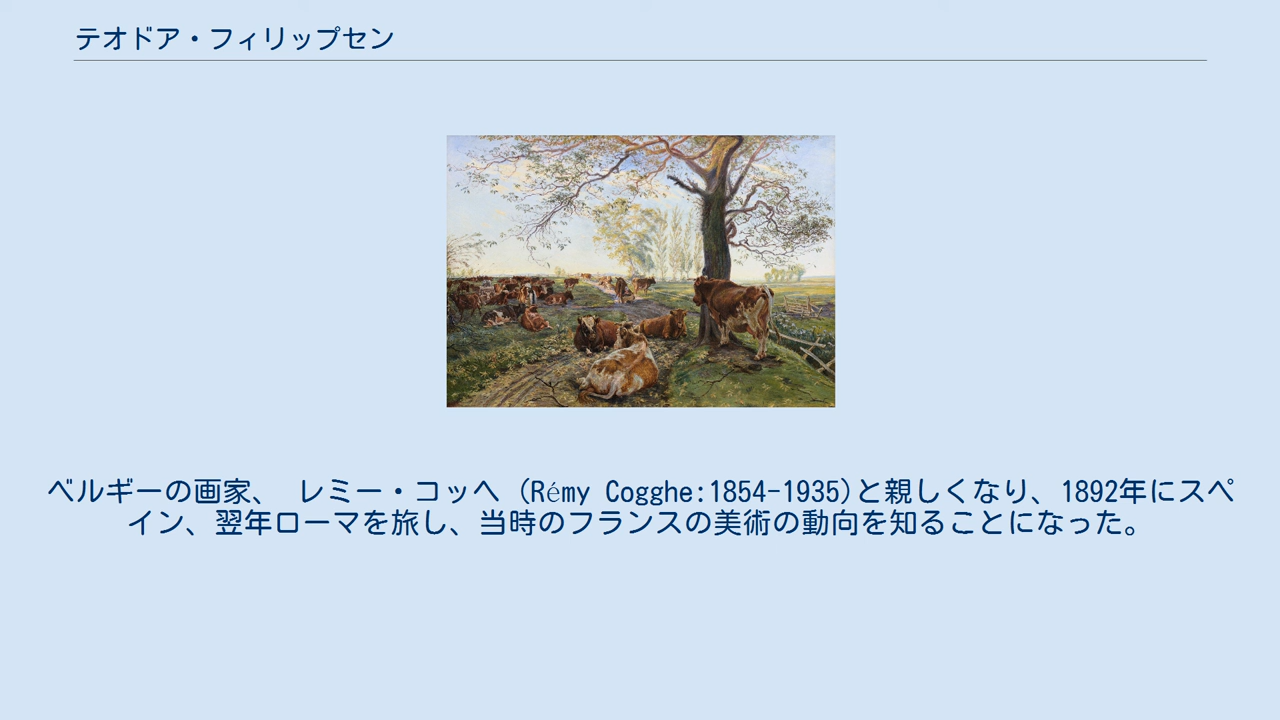 テオドア・フィリップセン
ベルギーの画家、 レミー・コッヘ (Rémy Cogghe:1854-1935)と親しくなり、1892年にスペ
イン、翌年ローマを旅し、当時のフランスの美術の動向を知ることになった。